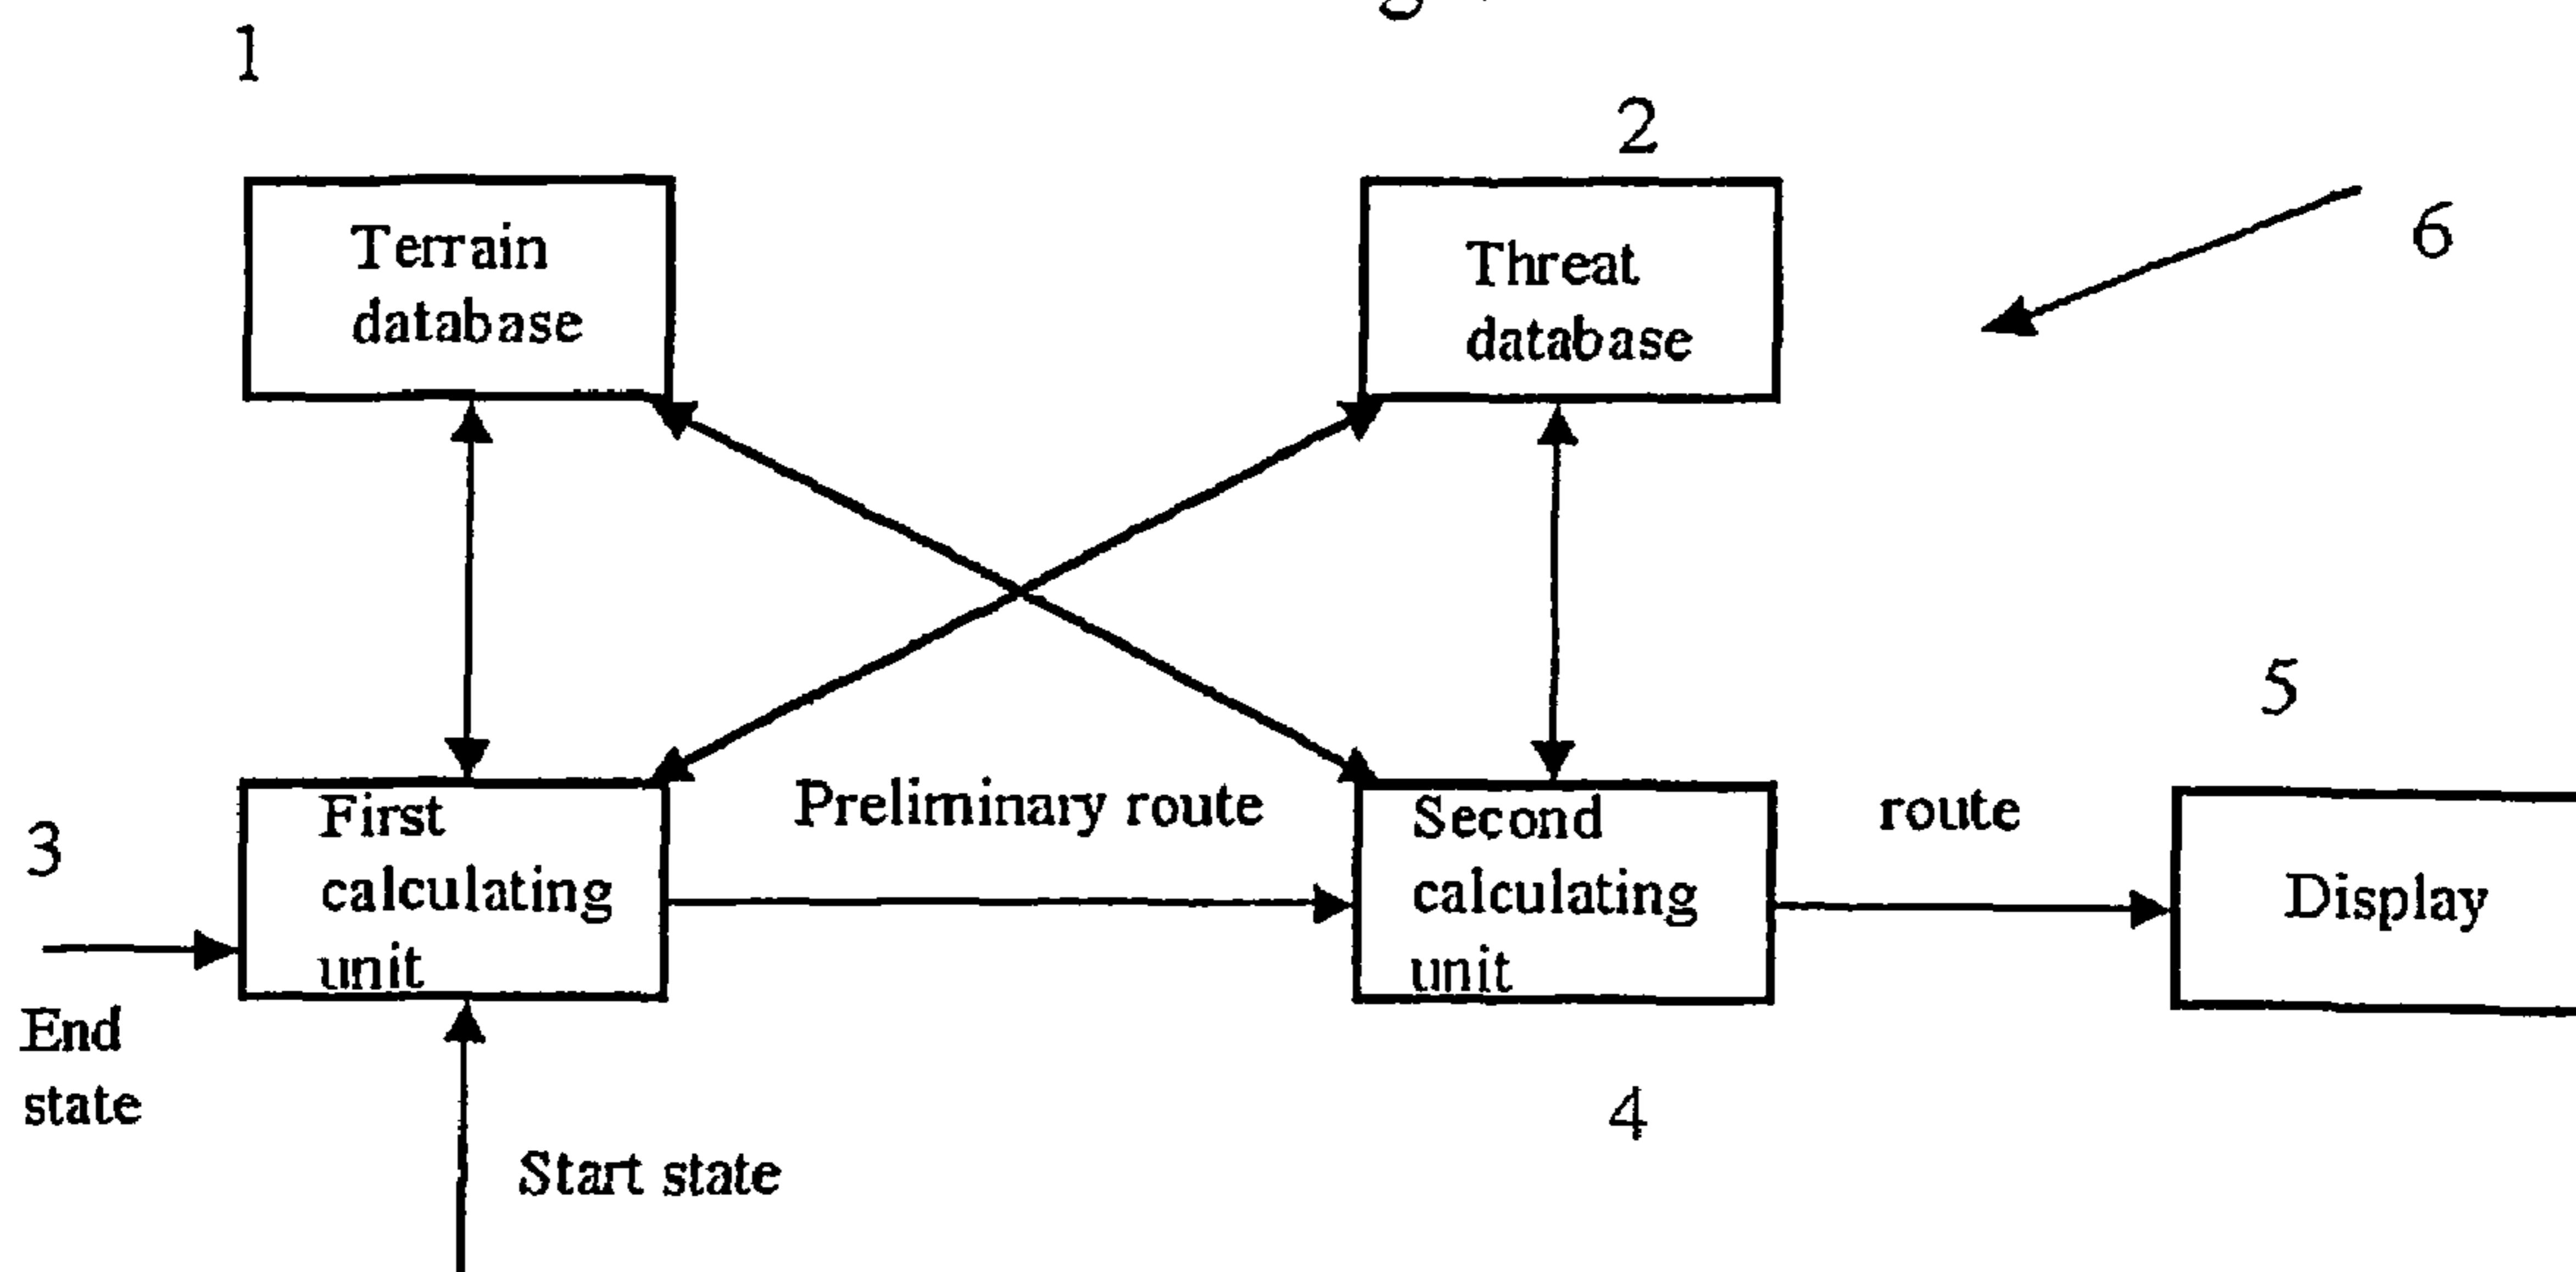 1
2
6
Terrain
database
Threat
database
5
3
First
calculating
unit
Preliminary route
Second
calculating
unit
route
Display
End
state
4
Start state